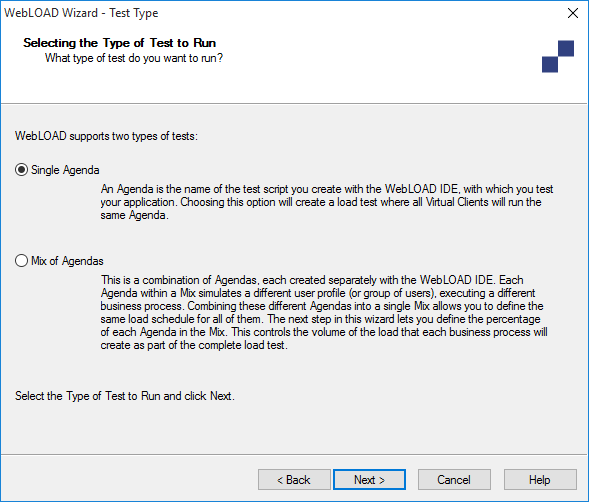 WebLOAD Wizard - Test Type
Selecting the Type of Test to Run
What type of test do you want to run?
WebLOAD supports two types of tests:
Single Agenda
An Agenda is the name of the test script you create with the WebLOAD IDE, with which you test
your application. Choosing this option will create a load test where all Virtual Clients will run the
same Agenda.
Mix of Agendas
This is a combination of Agendas, each created separately with the WebLOAD IDE. Each
Agenda within a Mix simulates a different user profile (or group of users), executing a different
business process. Combining these different Agendas into a single Mix allows you to define the
same load schedule for all of them. The next step in this wizard lets you define the percentage
of each Agenda in the Mix. This controls the volume of the load that each business process will
create as part of the complete load test.
Select the Type of Test to Run and click Next.
< Back Next > Cancel Help